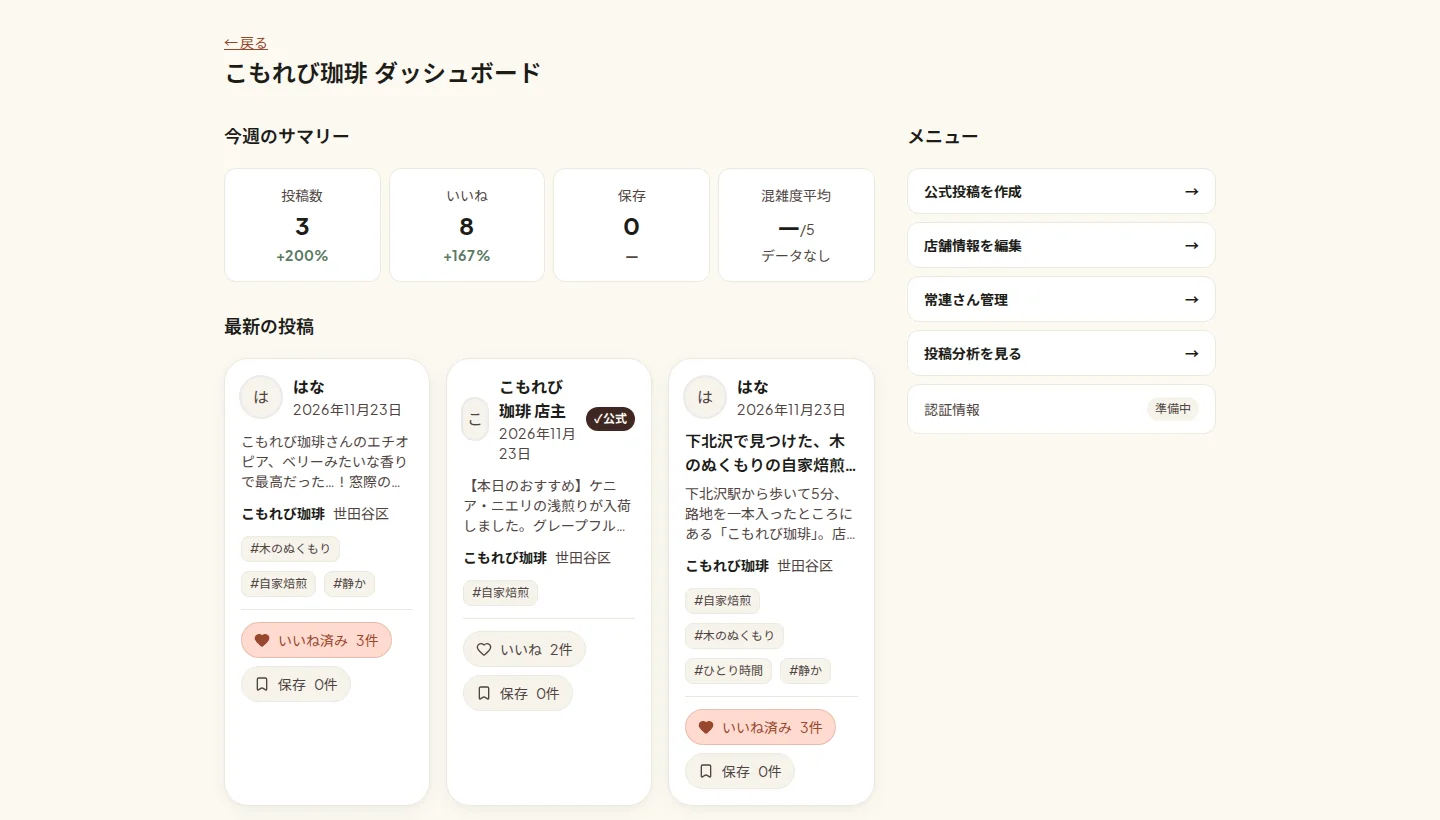 ←戻る
こもれび珈琲 ダッシュボード
今週のサマリー
投稿数
3
+200%
いいね
8
+167%
保存
0
—
混雑度平均
—/5
データなし
最新の投稿
は
はな
2026年11月23日
こもれび珈琲さんのエチオ
ピア、ベリーみたいな香り
で最高だった…！窓際の…
こもれび珈琲 世田谷区
#木のぬくもり
#自家焙煎 #静か
いいね済み 3件
保存 0件
こ
こもれび
珈琲 店主
2026年11月
23日
✓公式
【本日のおすすめ】ケニ
ア・ニエリの浅煎りが入荷
しました。グレープフル…
こもれび珈琲 世田谷区
#自家焙煎
いいね 2件
保存 0件
は
はな
2026年11月23日
下北沢で見つけた、木
のぬくもりの自家焙煎…
下北沢駅から歩いて5分、
路地を一本入ったところに
ある「こもれび珈琲」。店…
こもれび珈琲 世田谷区
#自家焙煎
#木のぬくもり
#ひとり時間 #静か
いいね済み 3件
保存 0件
メニュー
公式投稿を作成 →
店舗情報を編集 →
常連さん管理 →
投稿分析を見る →
認証情報 準備中